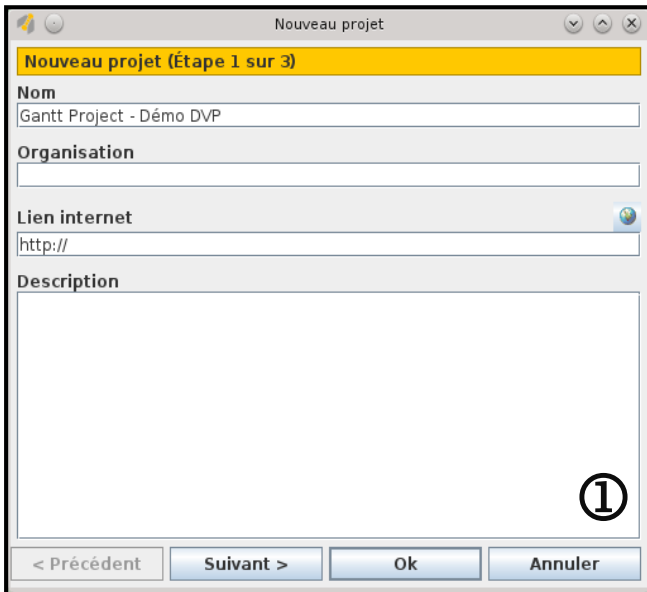 Nouveau projet
Nouveau projet (Étape 1 sur 3)
Nom
Gantt Project - Démo DVP
Organisation
Lien internet
http://
Description
①
< Précédent Suivant > Ok Annuler